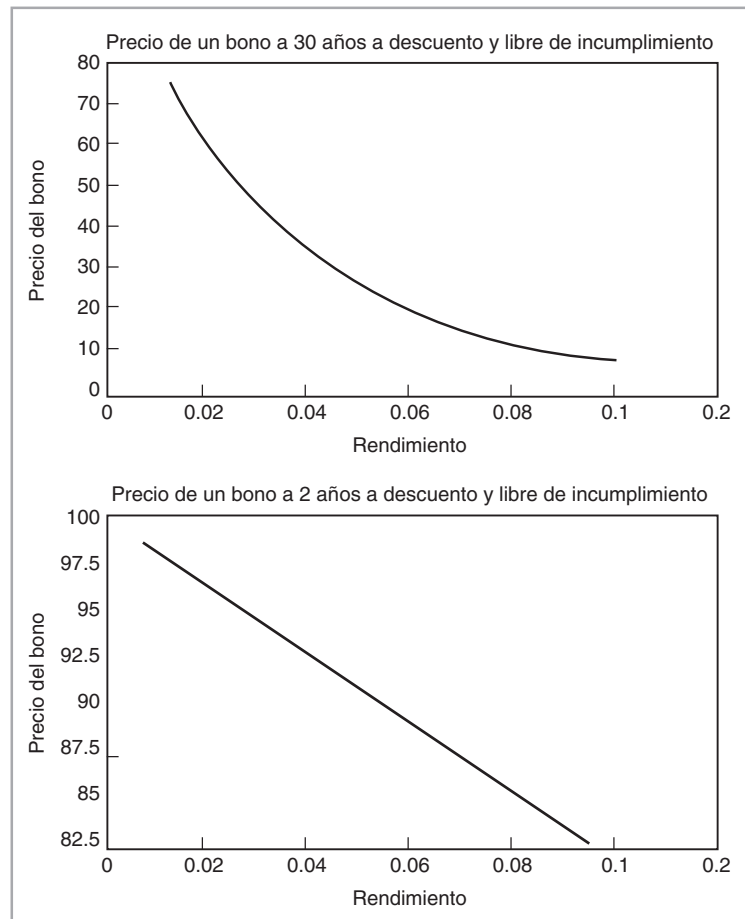 Precio de un bono a 30 años a descuento y libre de incumplimiento
80
70
60
50
40
30
20
10
0
Precio del bono
0 0.02 0.04 0.06 0.08 0.1 0.2
Rendimiento
Precio de un bono a 2 años a descuento y libre de incumplimiento
100
97.5
95
92.5
90
87.5
85
82.5
Precio del bono
0 0.02 0.04 0.06 0.08 0.1 0.2
Rendimiento